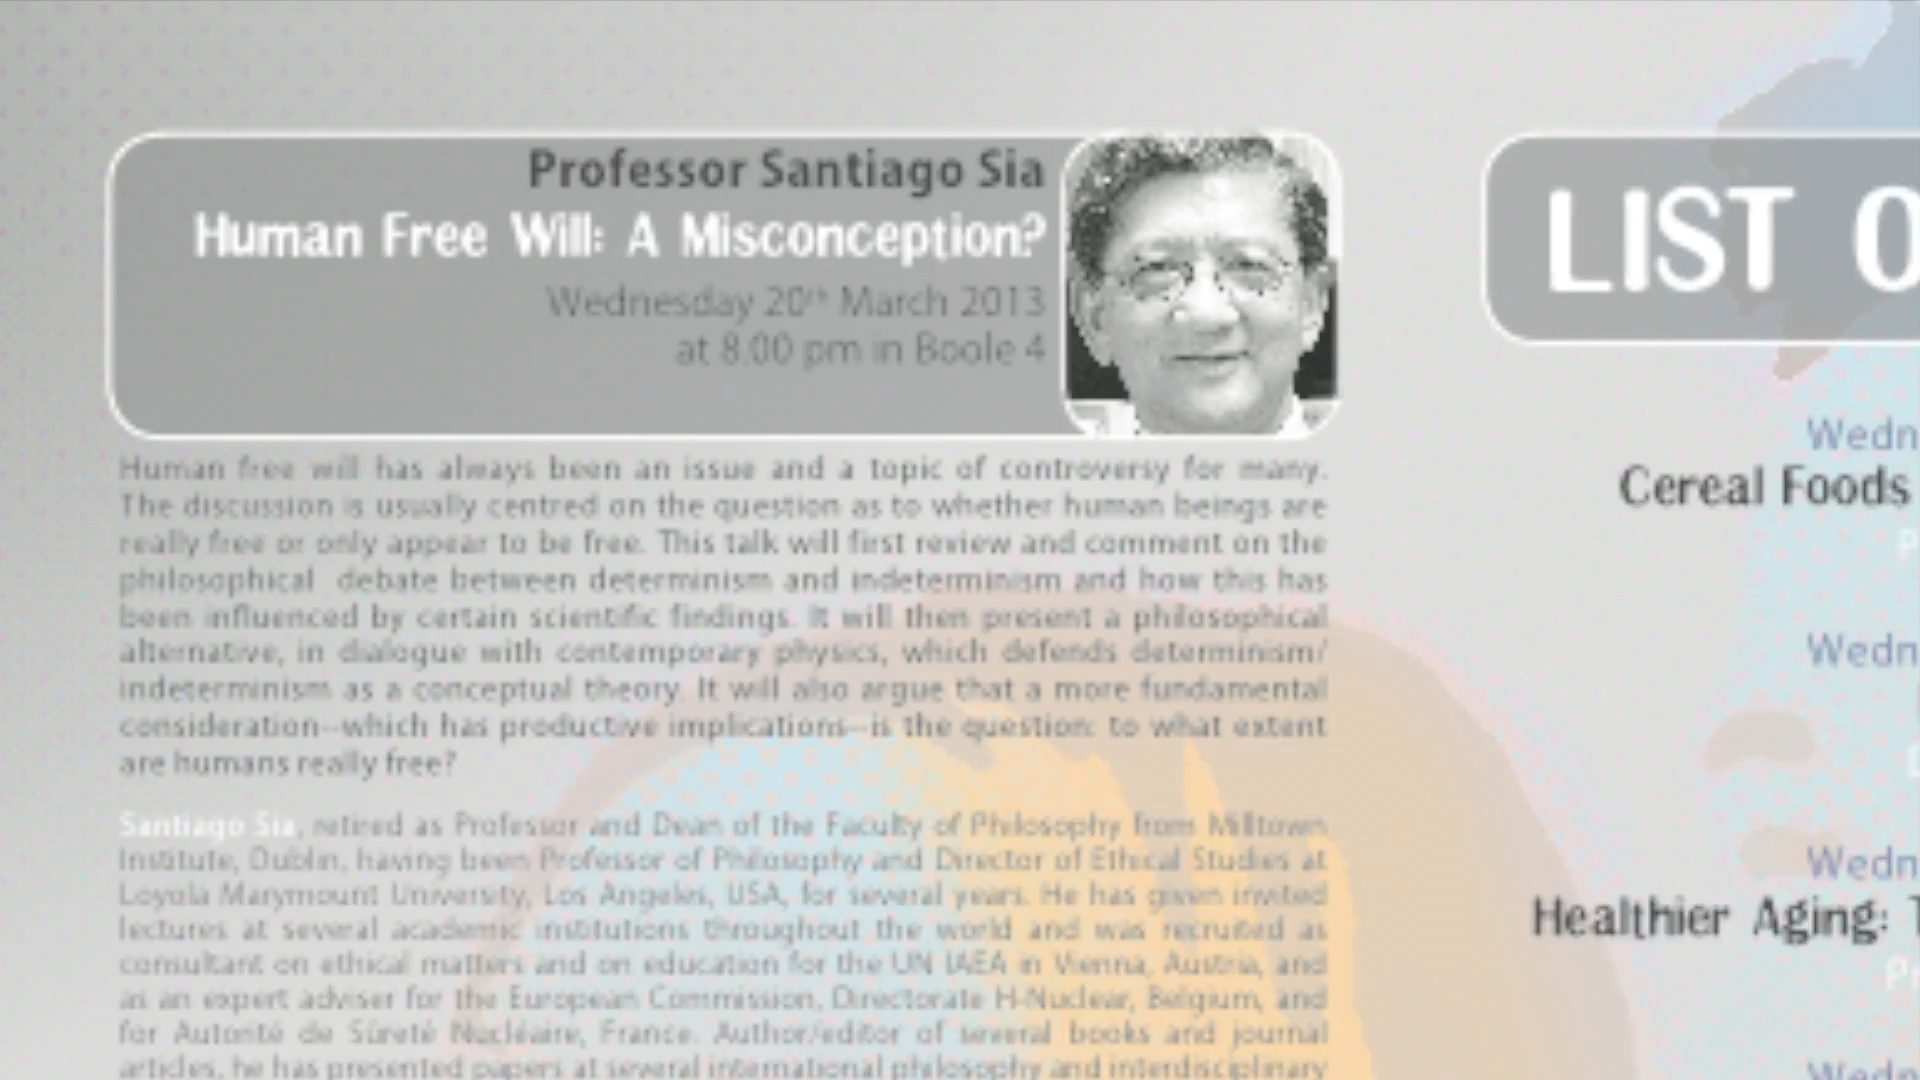 Professor Santiago Sia
Human Free Will: A Misconception?
Wednesday 20th March 2013
at 8.00 pm in Boole 4
Human free will has always been an issue and a topic of controversy for many.
The discussion is usually centred on the question as to whether human beings are
really free or only appear to be free. This talk will first review and comment on the
philosophical debate between determinism and indeterminism and how this has
been influenced by certain scientific findings. It will then present a philosophical
alternative, in dialogue with contemporary physics, which defends determinism/
indeterminism as a conceptual theory. It will also argue that a more fundamental
consideration--which has productive implications--is the question: to what extent
are humans really free?
Santiago Sia, retired as Professor and Dean of the Faculty of Philosophy from Milltown
Institute, Dublin, having been Professor of Philosophy and Director of Ethical Studies at
Loyola Marymount University, Los Angeles, USA, for several years. He has given invited
lectures at several academic institutions throughout the world and was recruited as
consultant on ethical matters and on education for the UN IAEA in Vienna, Austria, and
as an expert adviser for the European Commission, Directorate H-Nuclear, Belgium, and
for Autorité de Sûreté Nucléaire, France. Author/editor of several books and journal
articles, he has presented papers at several international philosophy and interdisciplinary
LIST O
Wedn
Cereal Foods
P
Wedn
Wedn
Healthier Aging: T
Pr
Wedn